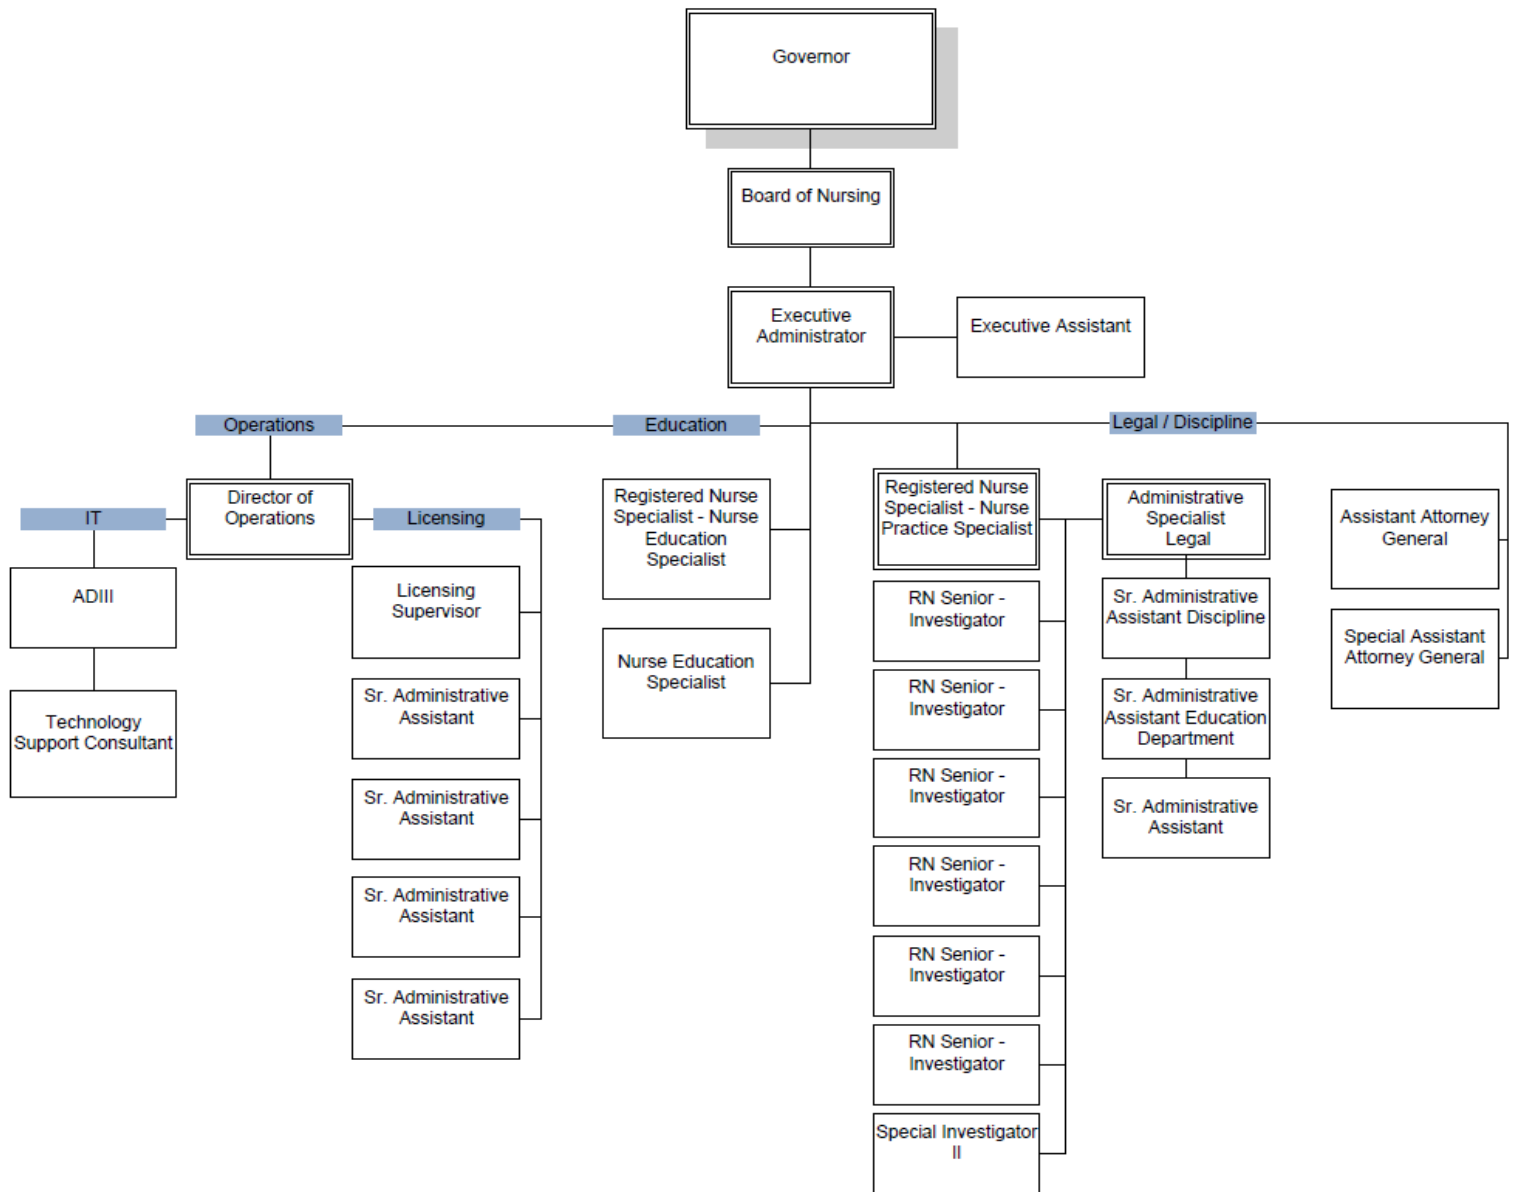 Governor
Board of Nursing
Executive
Administrator
Executive Assistant
Operations
Education
Legal / Discipline
IT
Director of
Operations
Licensing
ADIII
Technology
Support Consultant
Licensing
Supervisor
Sr. Administrative
Assistant
Sr. Administrative
Assistant
Sr. Administrative
Assistant
Sr. Administrative
Assistant
Registered Nurse
Specialist - Nurse
Education
Specialist
Nurse Education
Specialist
Registered Nurse
Specialist - Nurse
Practice Specialist
RN Senior -
Investigator
RN Senior -
Investigator
RN Senior -
Investigator
RN Senior -
Investigator
RN Senior -
Investigator
RN Senior -
Investigator
Special Investigator
II
Administrative
Specialist
Legal
Sr. Administrative
Assistant Discipline
Sr. Administrative
Assistant Education
Department
Sr. Administrative
Assistant
Assistant Attorney
General
Special Assistant
Attorney General